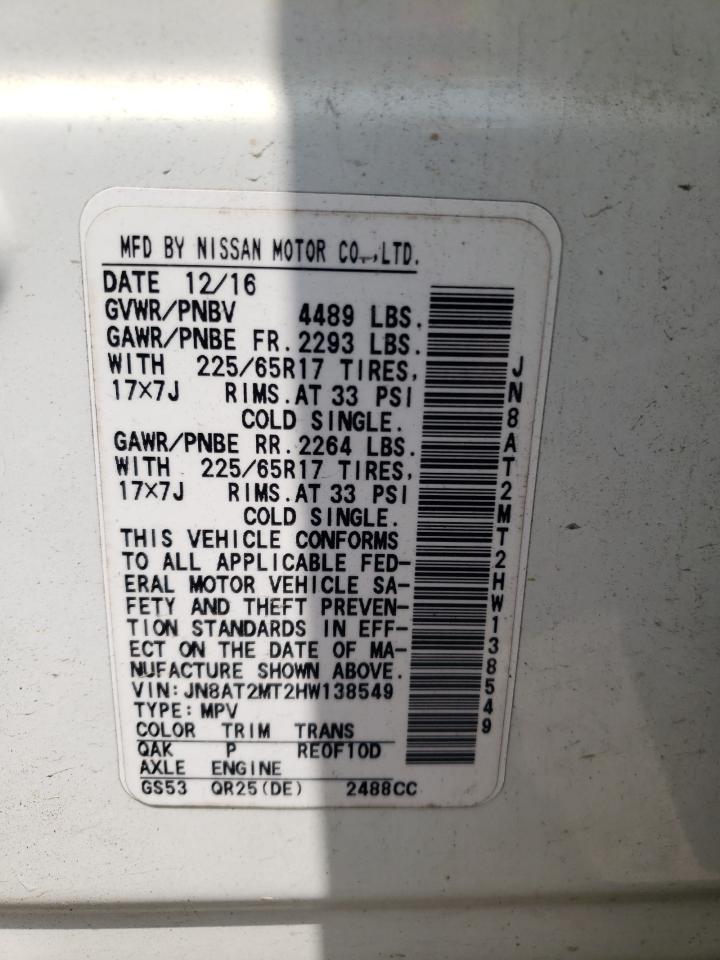 MFD BY NISSAN MOTOR CO.,LTD.
DATE 12/16
GVWR/PNBV 4489 LBS.
GAWR/PNBE FR. 2293 LBS.
WITH 225/65R17 TIRES,
17×7J RIMS.AT 33 PSI
COLD SINGLE.
GAWR/PNBE RR. 2264 LBS.
WITH 225/65R17 TIRES,
17×7J RIMS.AT 33 PSI
COLD SINGLE.
THIS VEHICLE CONFORMS
TO ALL APPLICABLE FED-
ERAL MOTOR VEHICLE SA-
FETY AND THEFT PREVEN-
TION STANDARDS IN EFF-
ECT ON THE DATE OF MA-
NUFACTURE SHOWN ABOVE.
VIN:JN8AT2MT2HW138549
TYPE:MPV
COLOR TRIM TRANS
QAK P RE0F10D
AXLE ENGINE
GS53 QR25(DE) 2488CC
JN8AT2MT2HW138549